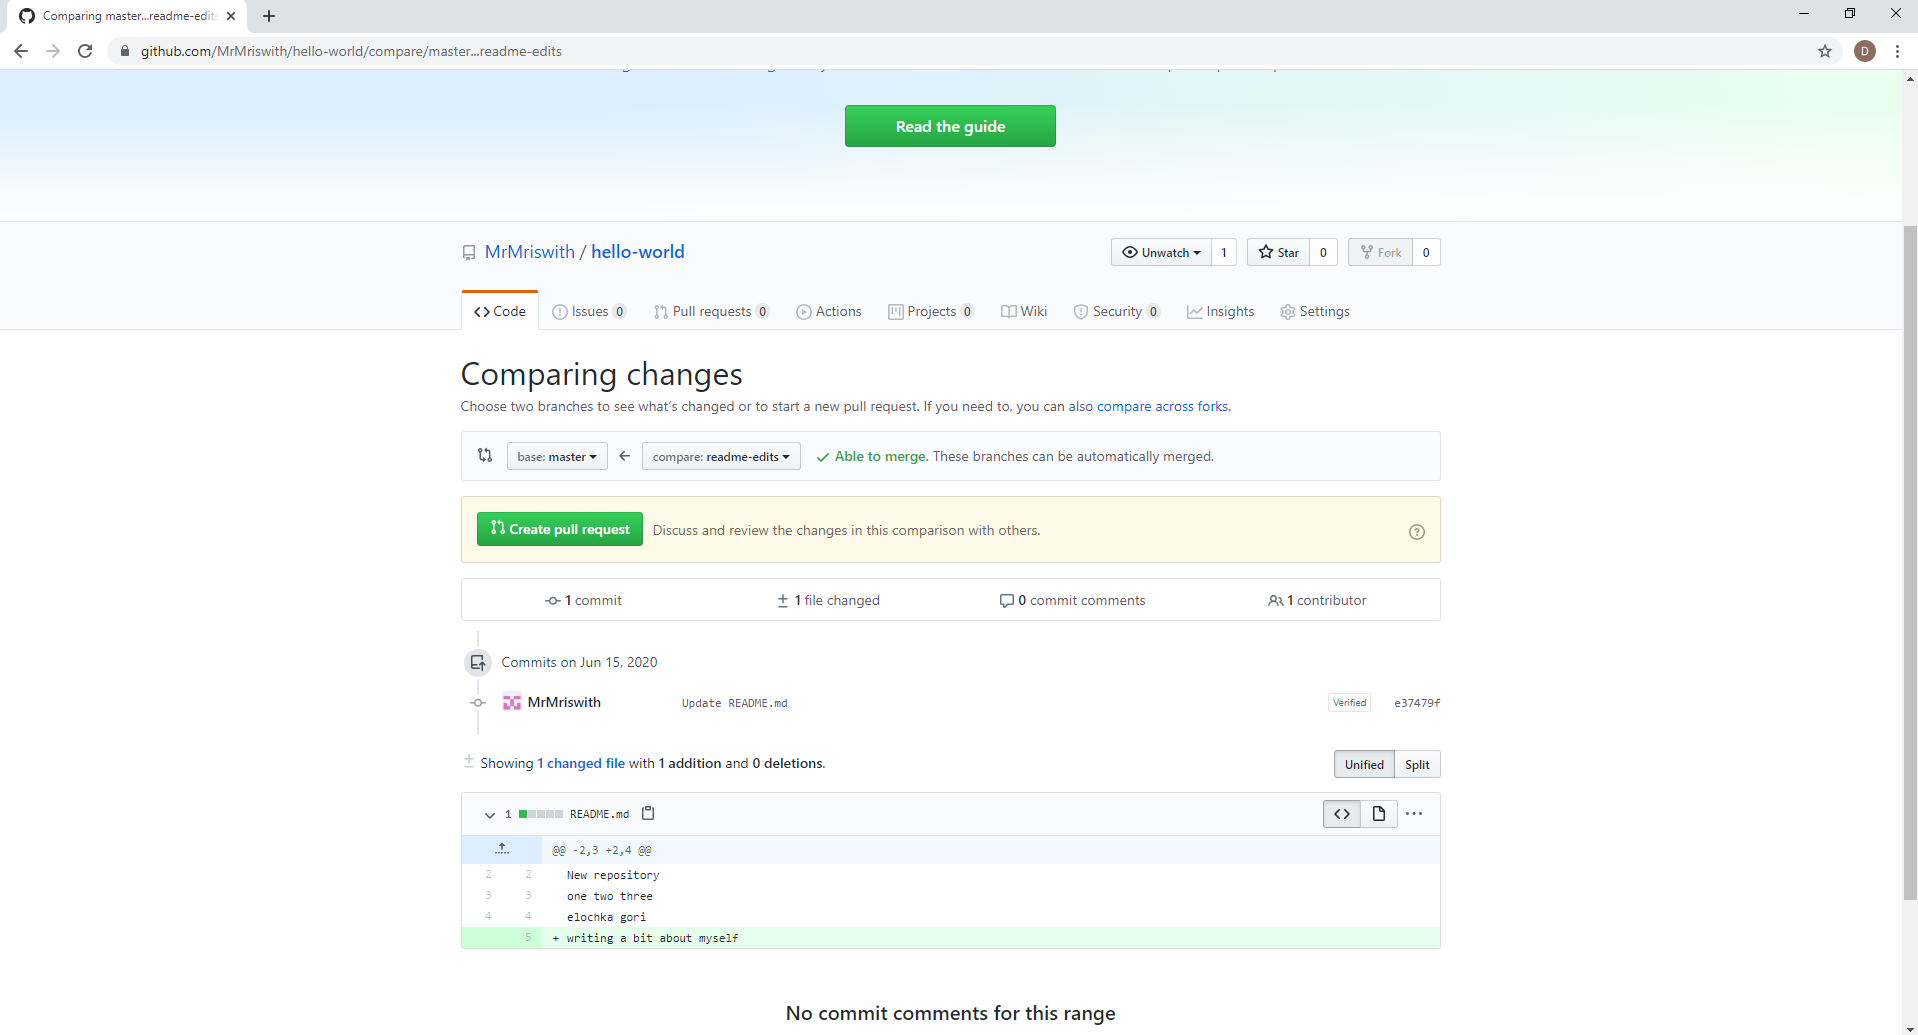 Comparing master...readme-edits
github.com/MrMriswith/hello-world/compare/master...readme-edits
D
Read the guide
MrMriswith / hello-world
Unwatch 1 Star 0 Fork 0
Code Issues 0 Pull requests 0 Actions Projects 0 Wiki Security 0 Insights Settings
Comparing changes
Choose two branches to see what's changed or to start a new pull request. If you need to, you can also compare across forks.
base: master ← compare: readme-edits ✓ Able to merge. These branches can be automatically merged.
Create pull request Discuss and review the changes in this comparison with others.
1 commit ± 1 file changed 0 commit comments 1 contributor
Commits on Jun 15, 2020
MrMriswith Update README.md Verified e37479f
± Showing 1 changed file with 1 addition and 0 deletions. Unified Split
1 README.md <> ...
@@ -2,3 +2,4 @@
2 2 New repository
3 3 one two three
4 4 elochka gori
5 + writing a bit about myself
No commit comments for this range